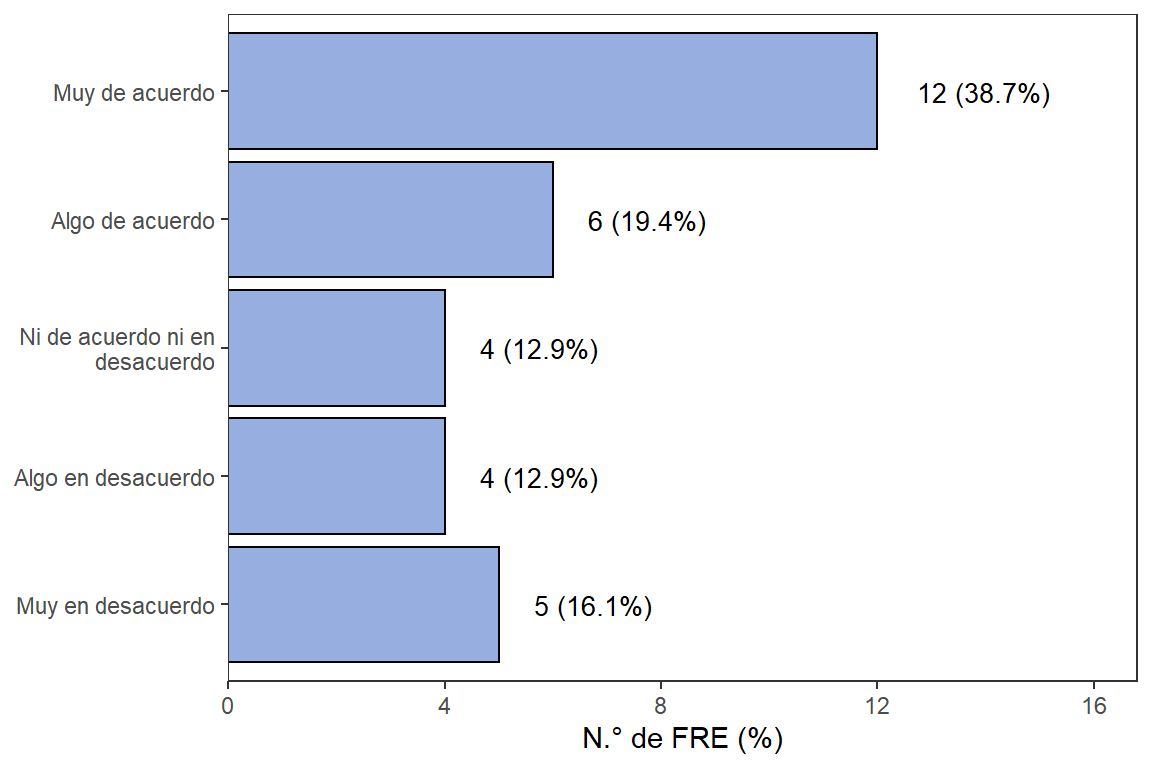 Muy de acuerdo
12 (38.7%)
Algo de acuerdo
6 (19.4%)
Ni de acuerdo ni en
desacuerdo
4 (12.9%)
Algo en desacuerdo
4 (12.9%)
Muy en desacuerdo
5 (16.1%)
0 4 8 12 16
N.° de FRE (%)